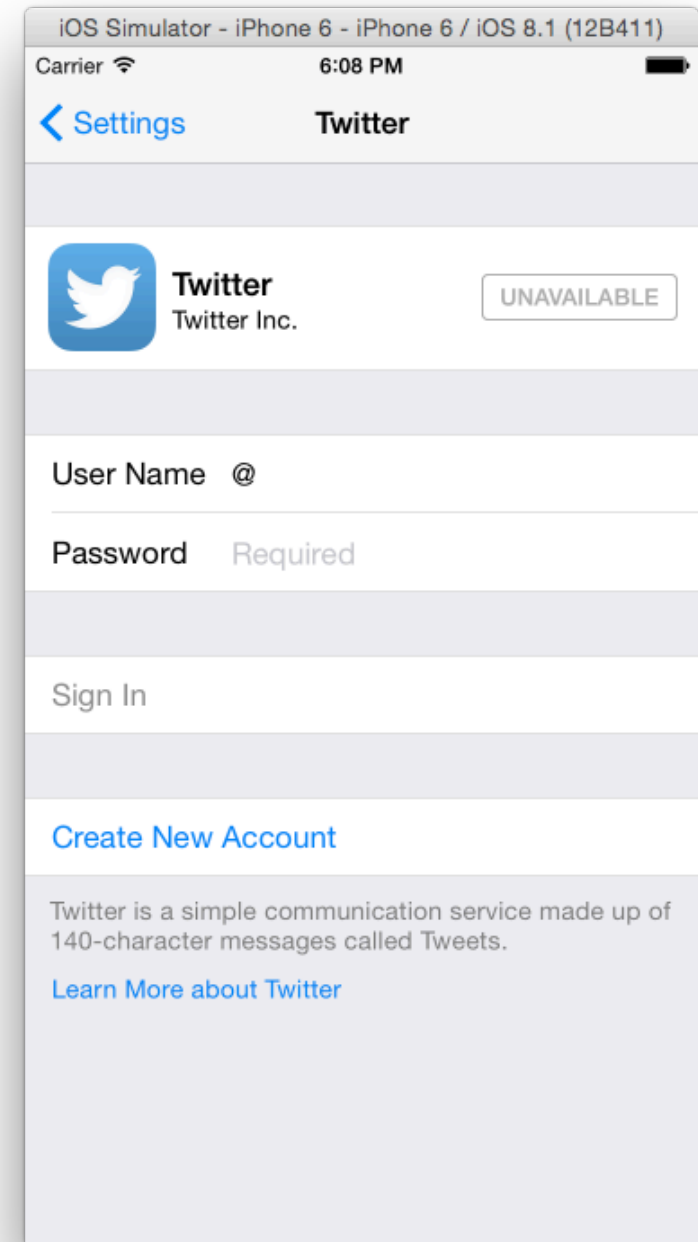 iOS Simulator - iPhone 6 - iPhone 6 / iOS 8.1 (12B411)
Carrier 6:08 PM
Settings Twitter
Twitter
Twitter Inc.
UNAVAILABLE
User Name @
Password Required
Sign In
Create New Account
Twitter is a simple communication service made up of
140-character messages called Tweets.
Learn More about Twitter